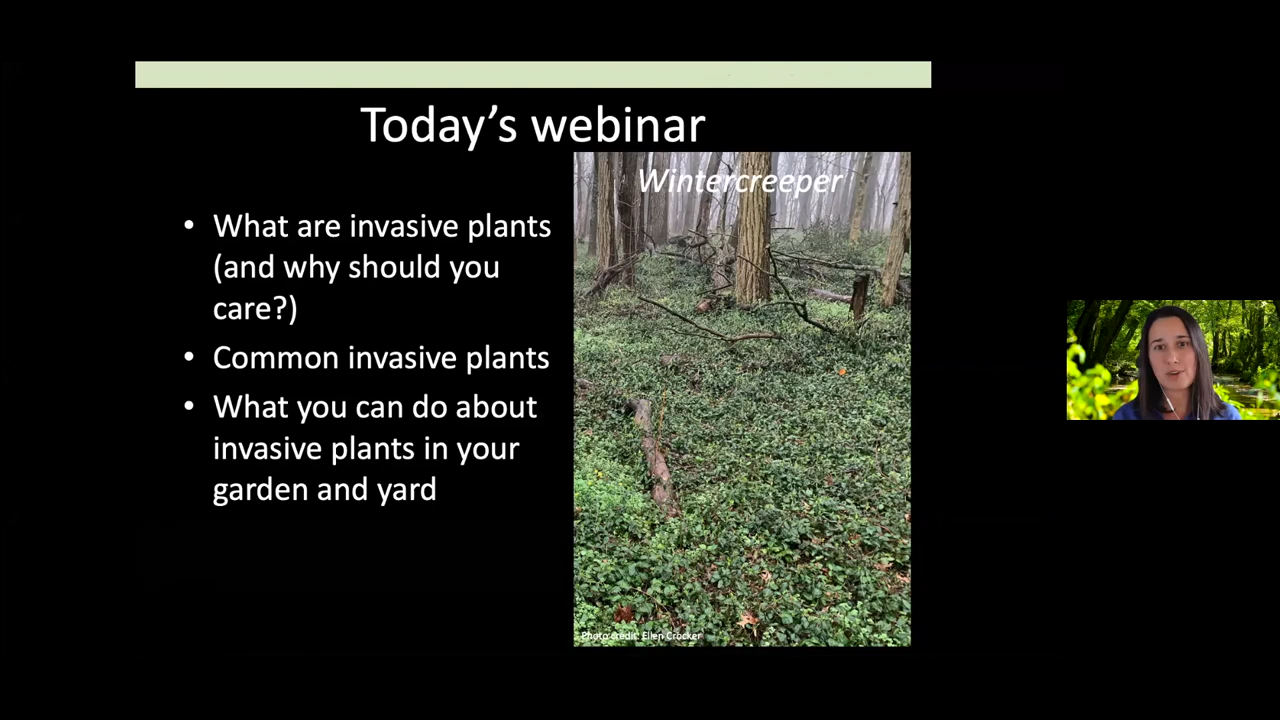 Today’s webinar
Wintercreeper
• What are invasive plants
(and why should you
care?)
• Common invasive plants
• What you can do about
invasive plants in your
garden and yard
Photo credit: Ellen Crocker